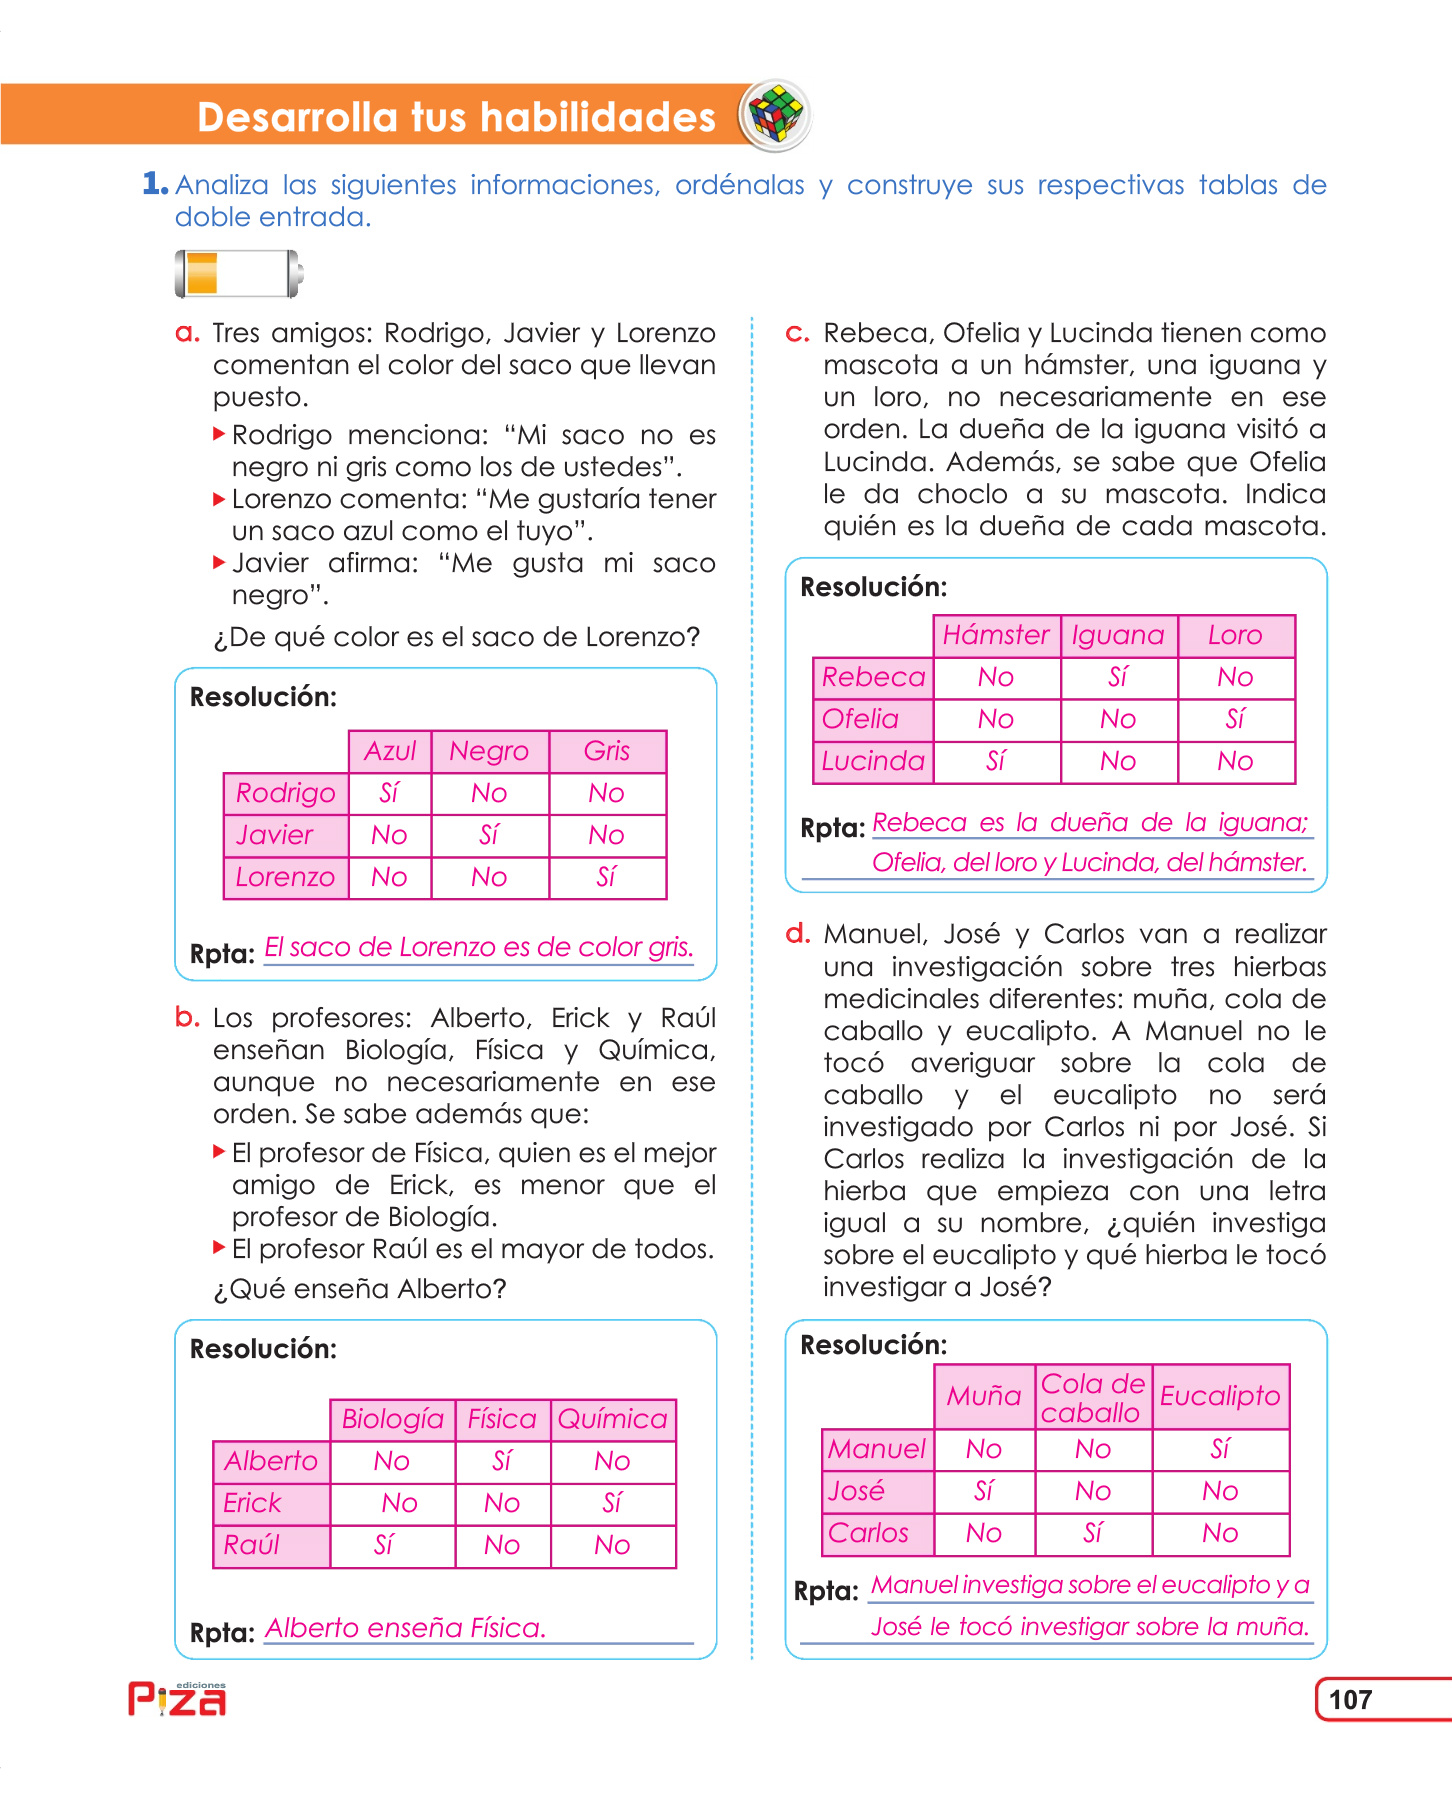 Desarrolla tus habilidades
1. Analiza las siguientes informaciones, ordénalas y construye sus respectivas tablas de
doble entrada.
a. Tres amigos: Rodrigo, Javier y Lorenzo
comentan el color del saco que llevan
puesto.
Rodrigo menciona: “Mi saco no es
negro ni gris como los de ustedes”.
Lorenzo comenta: “Me gustaría tener
un saco azul como el tuyo”.
Javier afirma: “Me gusta mi saco
negro”.
¿De qué color es el saco de Lorenzo?
Resolución:
Azul Negro Gris
Rodrigo Sí No No
Javier No Sí No
Lorenzo No No Sí
Rpta: El saco de Lorenzo es de color gris.
b. Los profesores: Alberto, Erick y Raúl
enseñan Biología, Física y Química,
aunque no necesariamente en ese
orden. Se sabe además que:
El profesor de Física, quien es el mejor
amigo de Erick, es menor que el
profesor de Biología.
El profesor Raúl es el mayor de todos.
¿Qué enseña Alberto?
Resolución:
Biología Física Química
Alberto No Sí No
Erick No No Sí
Raúl Sí No No
Rpta: Alberto enseña Física.
c. Rebeca, Ofelia y Lucinda tienen como
mascota a un hámster, una iguana y
un loro, no necesariamente en ese
orden. La dueña de la iguana visitó a
Lucinda. Además, se sabe que Ofelia
le da choclo a su mascota. Indica
quién es la dueña de cada mascota.
Resolución:
Hámster Iguana Loro
Rebeca No Sí No
Ofelia No No Sí
Lucinda Sí No No
Rpta: Rebeca es la dueña de la iguana;
Ofelia, del loro y Lucinda, del hámster.
d. Manuel, José y Carlos van a realizar
una investigación sobre tres hierbas
medicinales diferentes: muña, cola de
caballo y eucalipto. A Manuel no le
tocó averiguar sobre la cola de
caballo y el eucalipto no será
investigado por Carlos ni por José. Si
Carlos realiza la investigación de la
hierba que empieza con una letra
igual a su nombre, ¿quién investiga
sobre el eucalipto y qué hierba le tocó
investigar a José?
Resolución:
Muña Cola de caballo Eucalipto
Manuel No No Sí
José Sí No No
Carlos No Sí No
Rpta: Manuel investiga sobre el eucalipto y a
José le tocó investigar sobre la muña.
ediciones
Piza
107